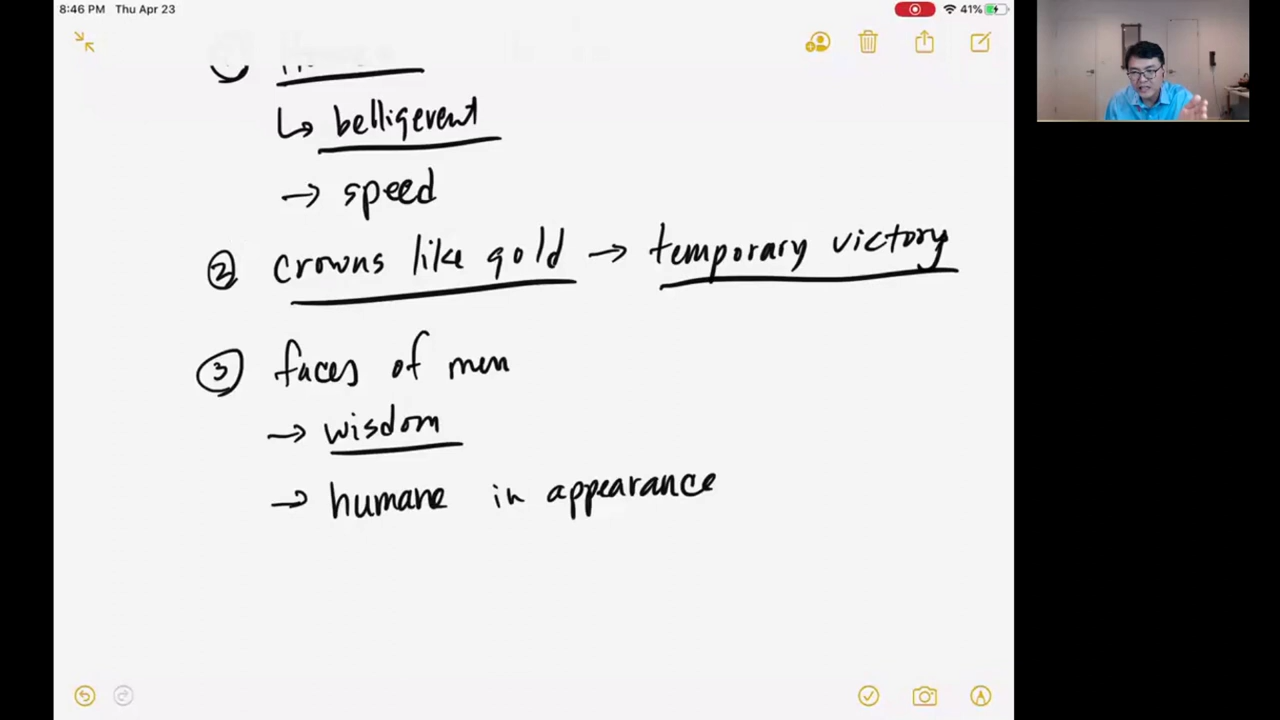 8:46 PM Thu Apr 23 41%
↳ belligerent
→ speed
② crowns like gold → temporary victory
③ faces of men
→ wisdom
→ humane in appearance